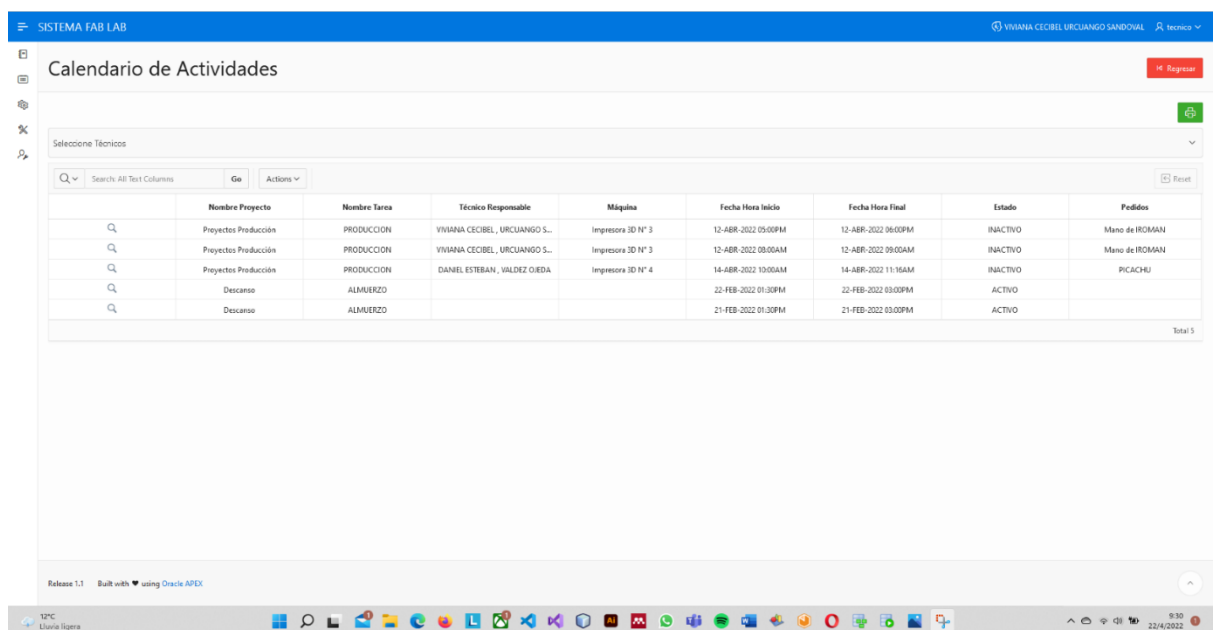 SISTEMA FAB LAB
VIVIANA CECIBEL URCUANGO SANDOVAL tecnico
Calendario de Actividades
Regresar
Seleccione Técnicos
Search: All Text Columns Go Actions Reset
Nombre Proyecto Nombre Tarea Técnico Responsable Máquina Fecha Hora Inicio Fecha Hora Final Estado Pedidos
Proyectos Producción PRODUCCION VIVIANA CECIBEL , URCUANGO S... Impresora 3D N° 3 12-ABR-2022 05:00PM 12-ABR-2022 06:00PM INACTIVO Mano de IROMAN
Proyectos Producción PRODUCCION VIVIANA CECIBEL , URCUANGO S... Impresora 3D N° 3 12-ABR-2022 08:00AM 12-ABR-2022 09:00AM INACTIVO Mano de IROMAN
Proyectos Producción PRODUCCION DANIEL ESTEBAN , VALDEZ OJEDA Impresora 3D N° 4 14-ABR-2022 10:00AM 14-ABR-2022 11:16AM INACTIVO PICACHU
Descanso ALMUERZO 22-FEB-2022 01:30PM 22-FEB-2022 03:00PM ACTIVO
Descanso ALMUERZO 21-FEB-2022 01:30PM 21-FEB-2022 03:00PM ACTIVO
Total 5
Release 1.1 Built with ♥ using Oracle APEX
12°C
Lluvia ligera
9:30
22/4/2022